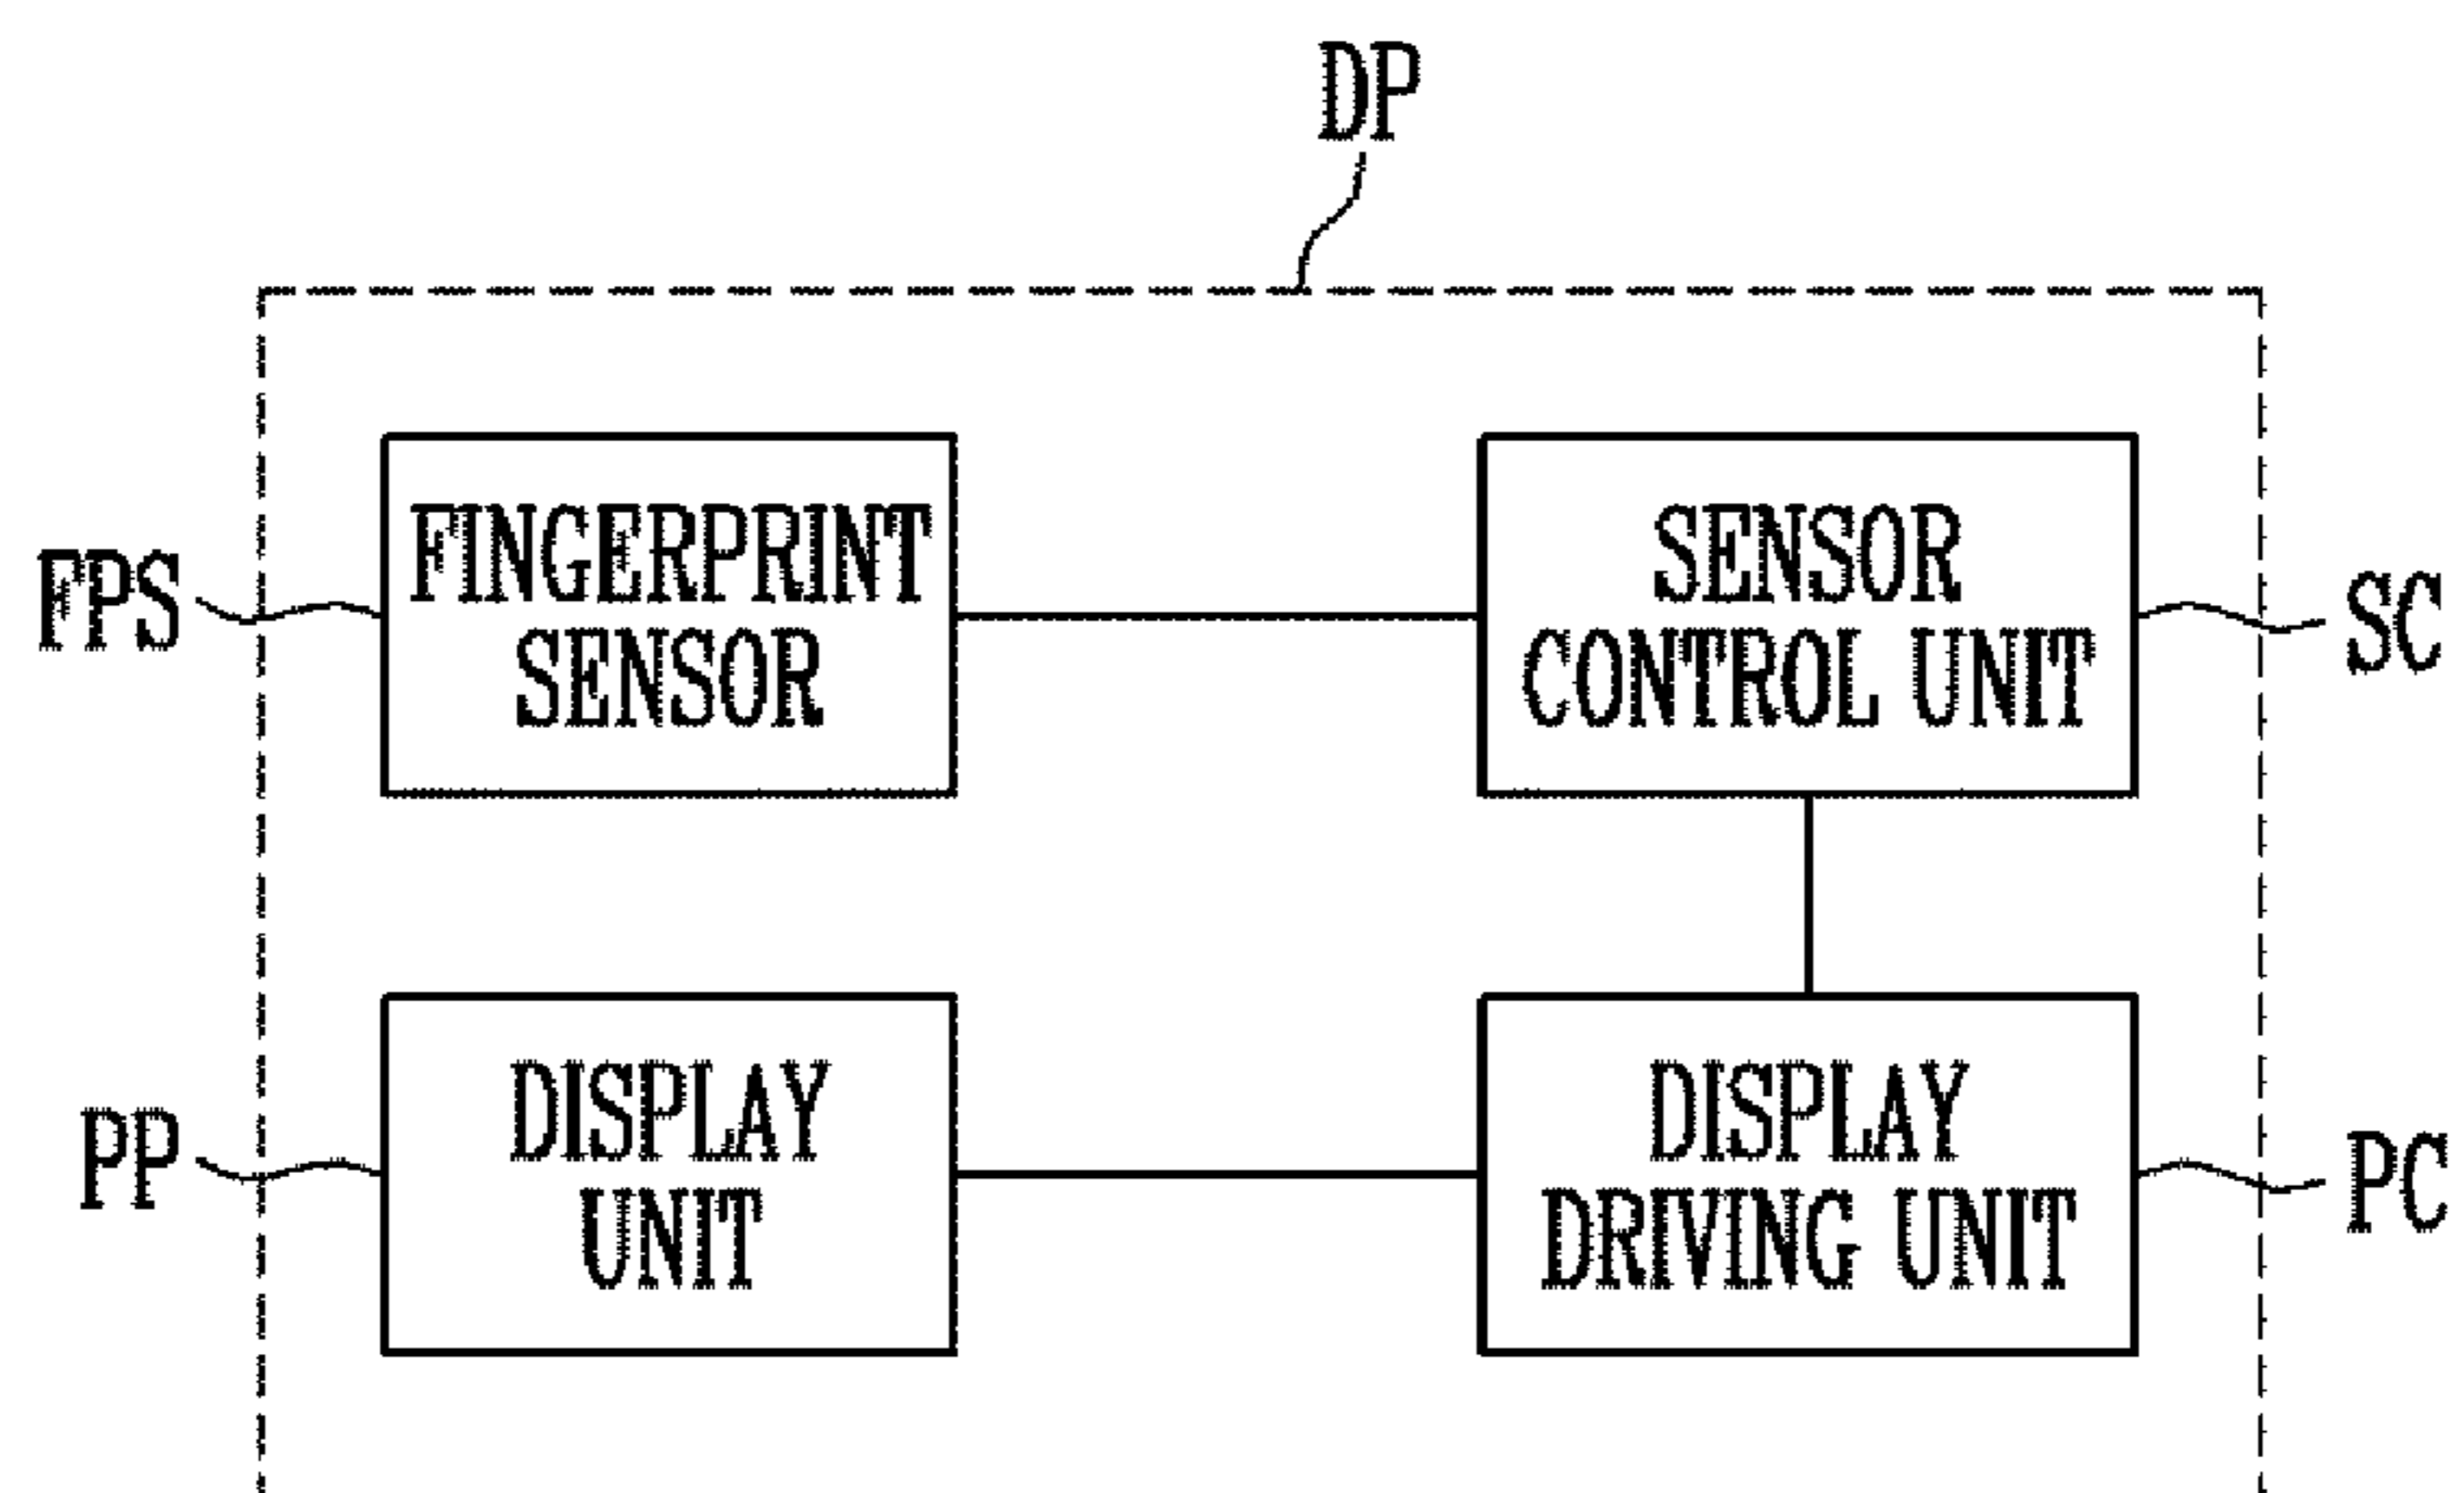 DP
FINGERPRINT
SENSOR
FPS
SENSOR
CONTROL UNIT
SC
DISPLAY
UNIT
PP
DISPLAY
DRIVING UNIT
PC